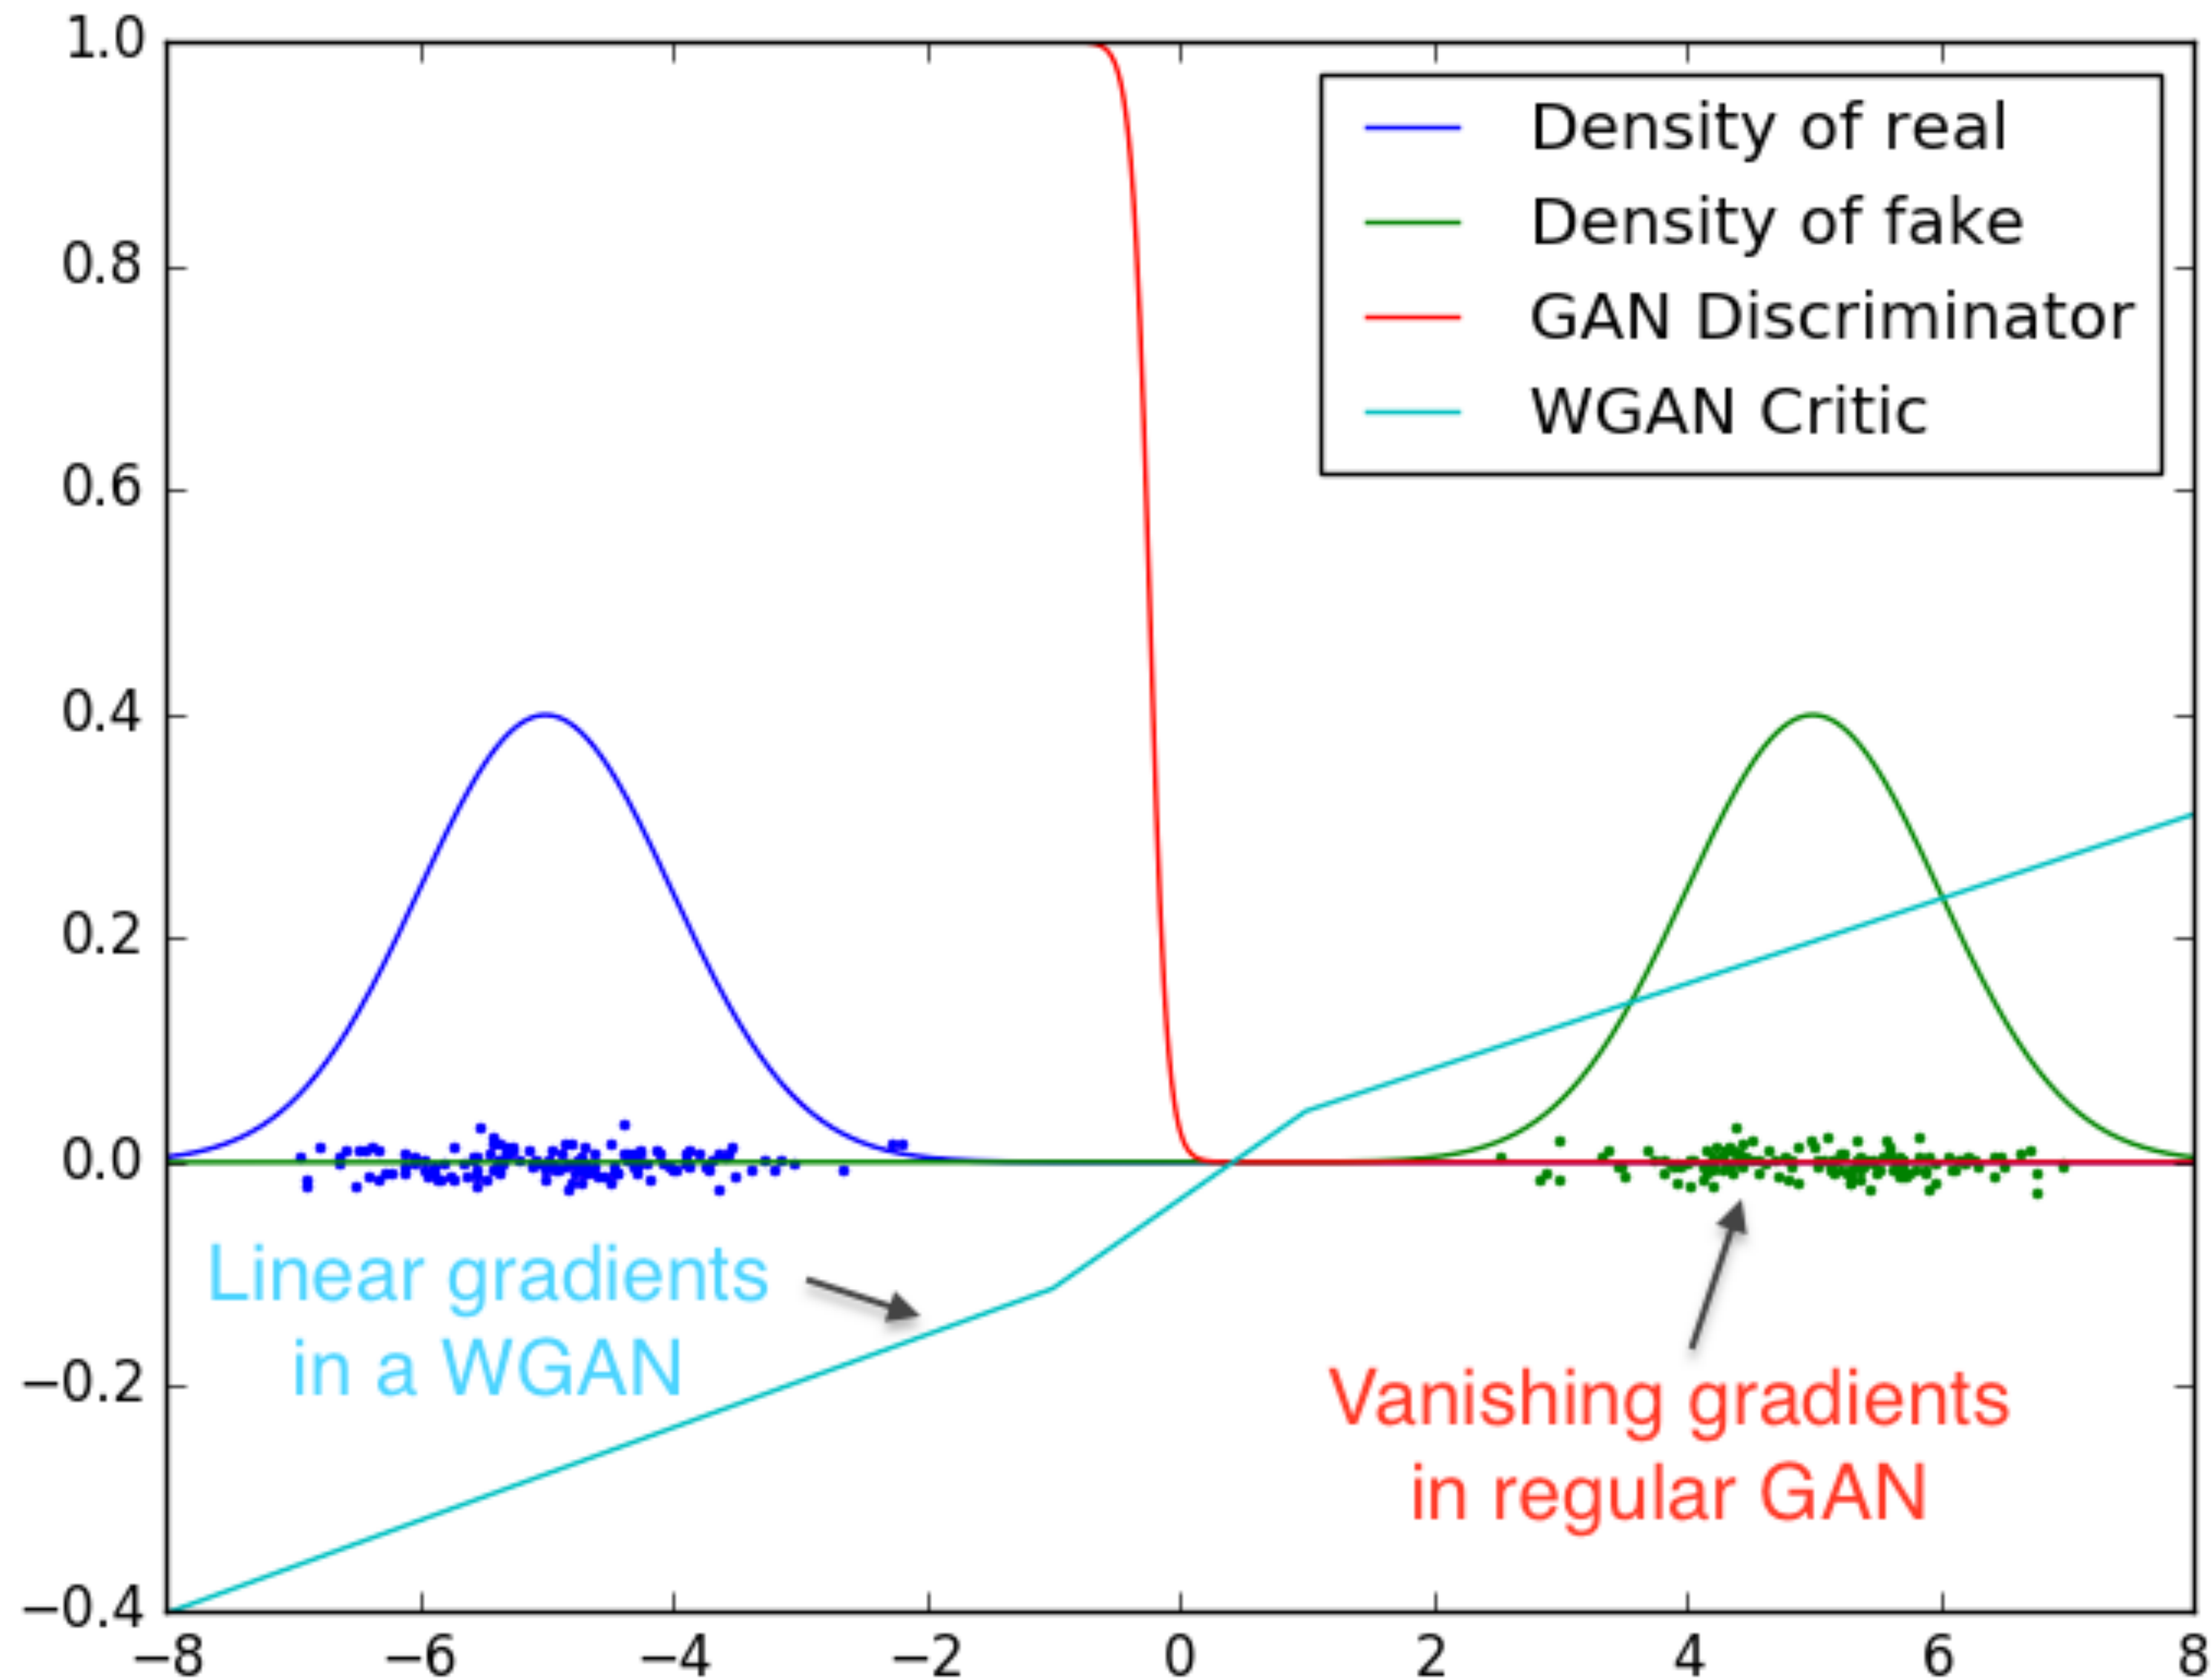 1.0
0.8
0.6
0.4
0.2
0.0
−0.2
−0.4
Density of real
Density of fake
GAN Discriminator
WGAN Critic
Linear gradients
in a WGAN
Vanishing gradients
in regular GAN
−8 −6 −4 −2 0 2 4 6 8